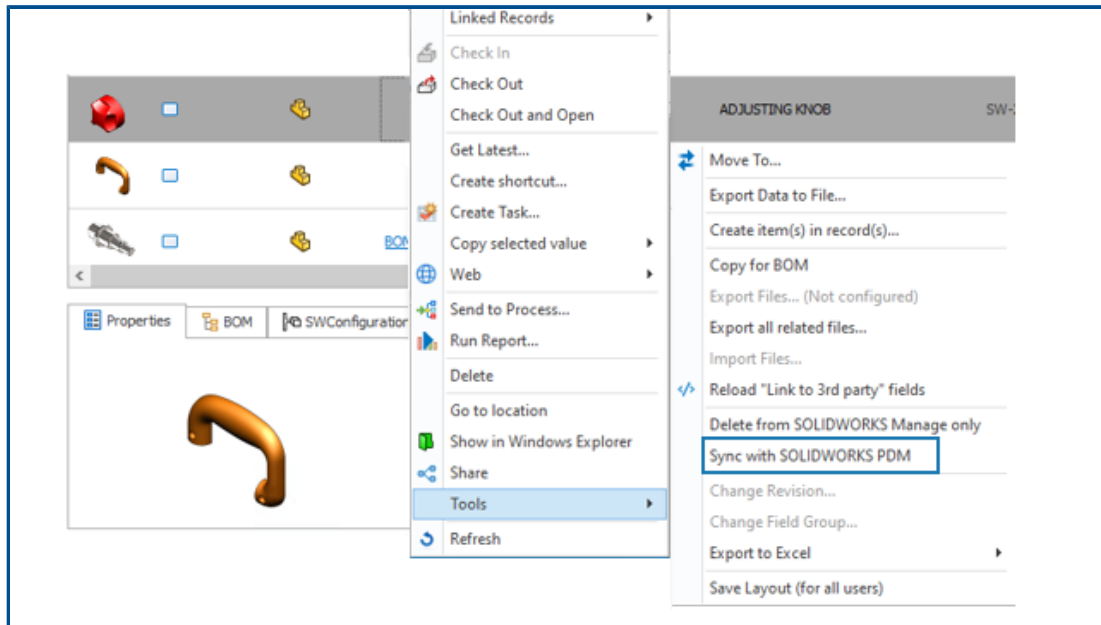 Linked Records
Check In
Check Out
Check Out and Open
Get Latest...
Create shortcut...
Create Task...
Copy selected value
Web
Send to Process...
Run Report...
Delete
Go to location
Show in Windows Explorer
Share
Tools
Refresh
ADJUSTING KNOB SW-
Move To...
Export Data to File...
Create item(s) in record(s)...
Copy for BOM
Export Files... (Not configured)
Export all related files...
Import Files...
Reload "Link to 3rd party" fields
Delete from SOLIDWORKS Manage only
Sync with SOLIDWORKS PDM
Change Revision...
Change Field Group...
Export to Excel
Save Layout (for all users)
BOM
Properties BOM SWConfiguration